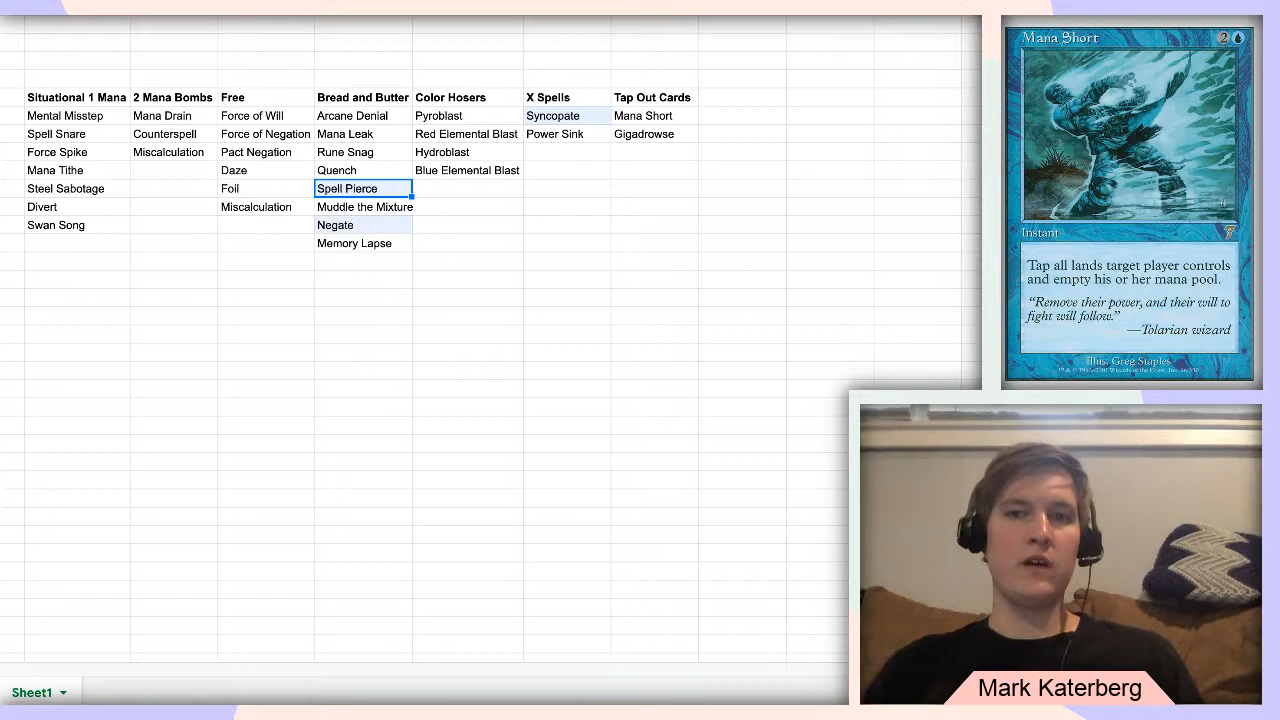 Situational 1 Mana 2 Mana Bombs Free Bread and Butter Color Hosers X Spells Tap Out Cards
Mental Misstep Mana Drain Force of Will Arcane Denial Pyroblast Syncopate Mana Short
Spell Snare Counterspell Force of Negation Mana Leak Red Elemental Blast Power Sink Gigadrowse
Force Spike Miscalculation Pact Negation Rune Snag Hydroblast
Mana Tithe Daze Quench Blue Elemental Blast
Steel Sabotage Foil Spell Pierce
Divert Miscalculation Muddle the Mixture
Swan Song Negate
Memory Lapse
Sheet1
Mana Short 2
Instant 7
Tap all lands target player controls
and empty his or her mana pool.
“Remove their power, and their will to
fight will follow.”
—Tolarian wizard
Illus. Greg Staples
Mark Katerberg